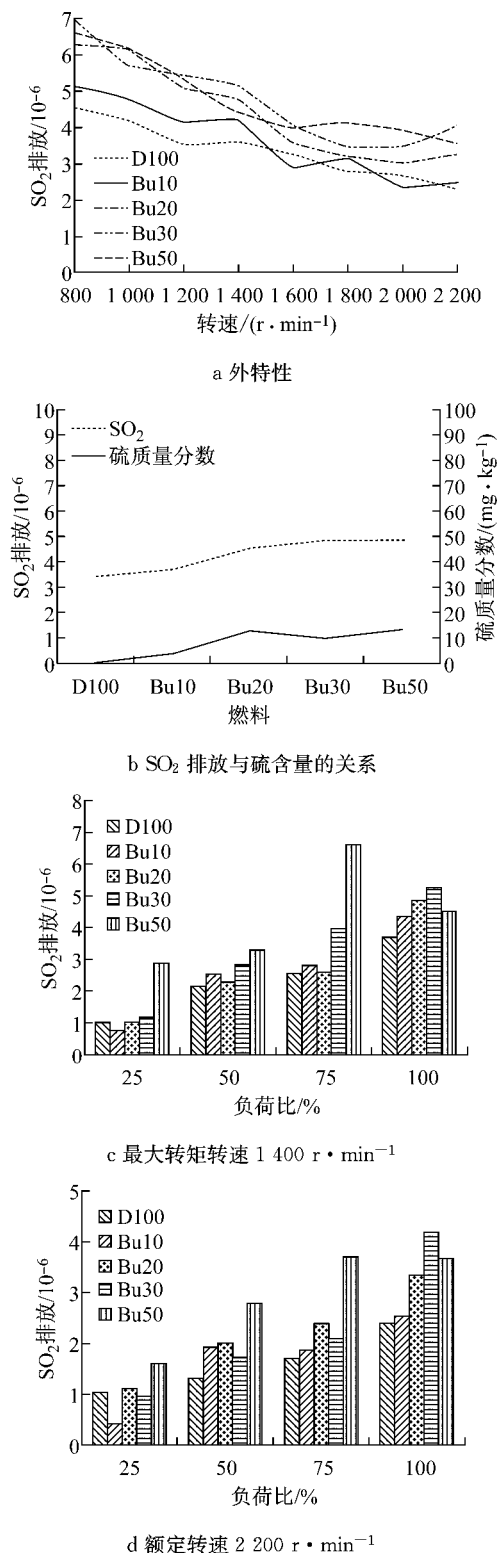 7
6
5
4
3
2
1
0
SO₂排放/10⁻⁶
D100
Bu10
Bu20
Bu30
Bu50
800 1 000 1 200 1 400 1 600 1 800 2 000 2 200
转速/(r·min⁻¹)
a 外特性
10
9
8
7
6
5
4
3
2
1
0
SO₂排放/10⁻⁶
SO₂
硫质量分数
100
90
80
70
60
50
40
30
20
10
0
硫质量分数/(mg·kg⁻¹)
D100 Bu10 Bu20 Bu30 Bu50
燃料
b SO₂ 排放与硫含量的关系
8
7
6
5
4
3
2
1
0
SO₂排放/10⁻⁶
D100
Bu10
Bu20
Bu30
Bu50
25 50 75 100
负荷比/%
c 最大转矩转速 1 400 r·min⁻¹
5
4
3
2
1
0
SO₂排放/10⁻⁶
D100
Bu10
Bu20
Bu30
Bu50
25 50 75 100
负荷比/%
d 额定转速 2 200 r·min⁻¹